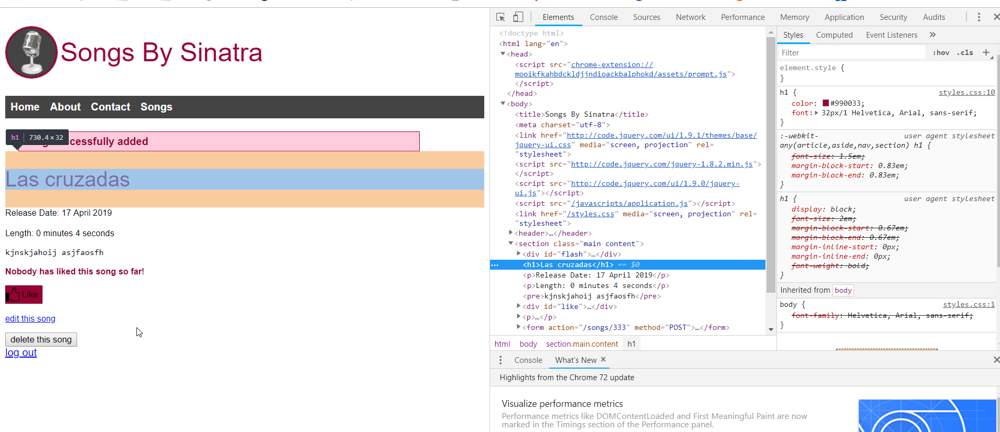 Songs By Sinatra
Home About Contact Songs
h1 730.4 × 32
ccessfully added
Las cruzadas
Release Date: 17 April 2019
Length: 0 minutes 4 seconds
kjnskjahoij asjfaosfh
Nobody has liked this song so far!
Like
edit this song
delete this song
log out
Elements Console Sources Network Performance Memory Application Security Audits
<!doctype html>
<html lang="en">
<head>
<script src="chrome-extension://
mooikfkahbdckldjjndioackbalphokd/assets/prompt.js">
</script>
</head>
<body>
<title>Songs By Sinatra</title>
<meta charset="utf-8">
<link href="http://code.jquery.com/ui/1.9.1/themes/base/
jquery-ui.css" media="screen, projection" rel=
"stylesheet">
<script src="http://code.jquery.com/jquery-1.8.2.min.js">
</script>
<script src="http://code.jquery.com/ui/1.9.0/jquery-
ui.js"></script>
<script src="/javascripts/application.js"></script>
<link href="/styles.css" media="screen, projection" rel=
"stylesheet">
<header>…</header>
<section class="main content">
<div id="flash">…</div>
<h1>Las cruzadas</h1> == $0
<p>Release Date: 17 April 2019</p>
<p>Length: 0 minutes 4 seconds</p>
<pre>kjnskjahoij asjfaosfh</pre>
<div id="like">…</div>
<p>…</p>
<form action="/songs/333" method="POST">…</form>
html body section.main.content h1
Styles Computed Event Listeners »
Filter :hov .cls +
element.style {
}
h1 { styles.css:10
color: #990033;
font: 32px/1 Helvetica, Arial, sans-serif;
}
:-webkit- user agent stylesheet
any(article,aside,nav,section) h1 {
font-size: 1.5em;
margin-block-start: 0.83em;
margin-block-end: 0.83em;
}
h1 { user agent stylesheet
display: block;
font-size: 2em;
margin-block-start: 0.67em;
margin-block-end: 0.67em;
margin-inline-start: 0px;
margin-inline-end: 0px;
font-weight: bold;
}
Inherited from body
body { styles.css:1
font-family: Helvetica, Arial, sans-serif;
}
Console What's New ×
Highlights from the Chrome 72 update
Visualize performance metrics
Performance metrics like DOMContentLoaded and First Meaningful Paint are now
marked in the Timings section of the Performance panel.